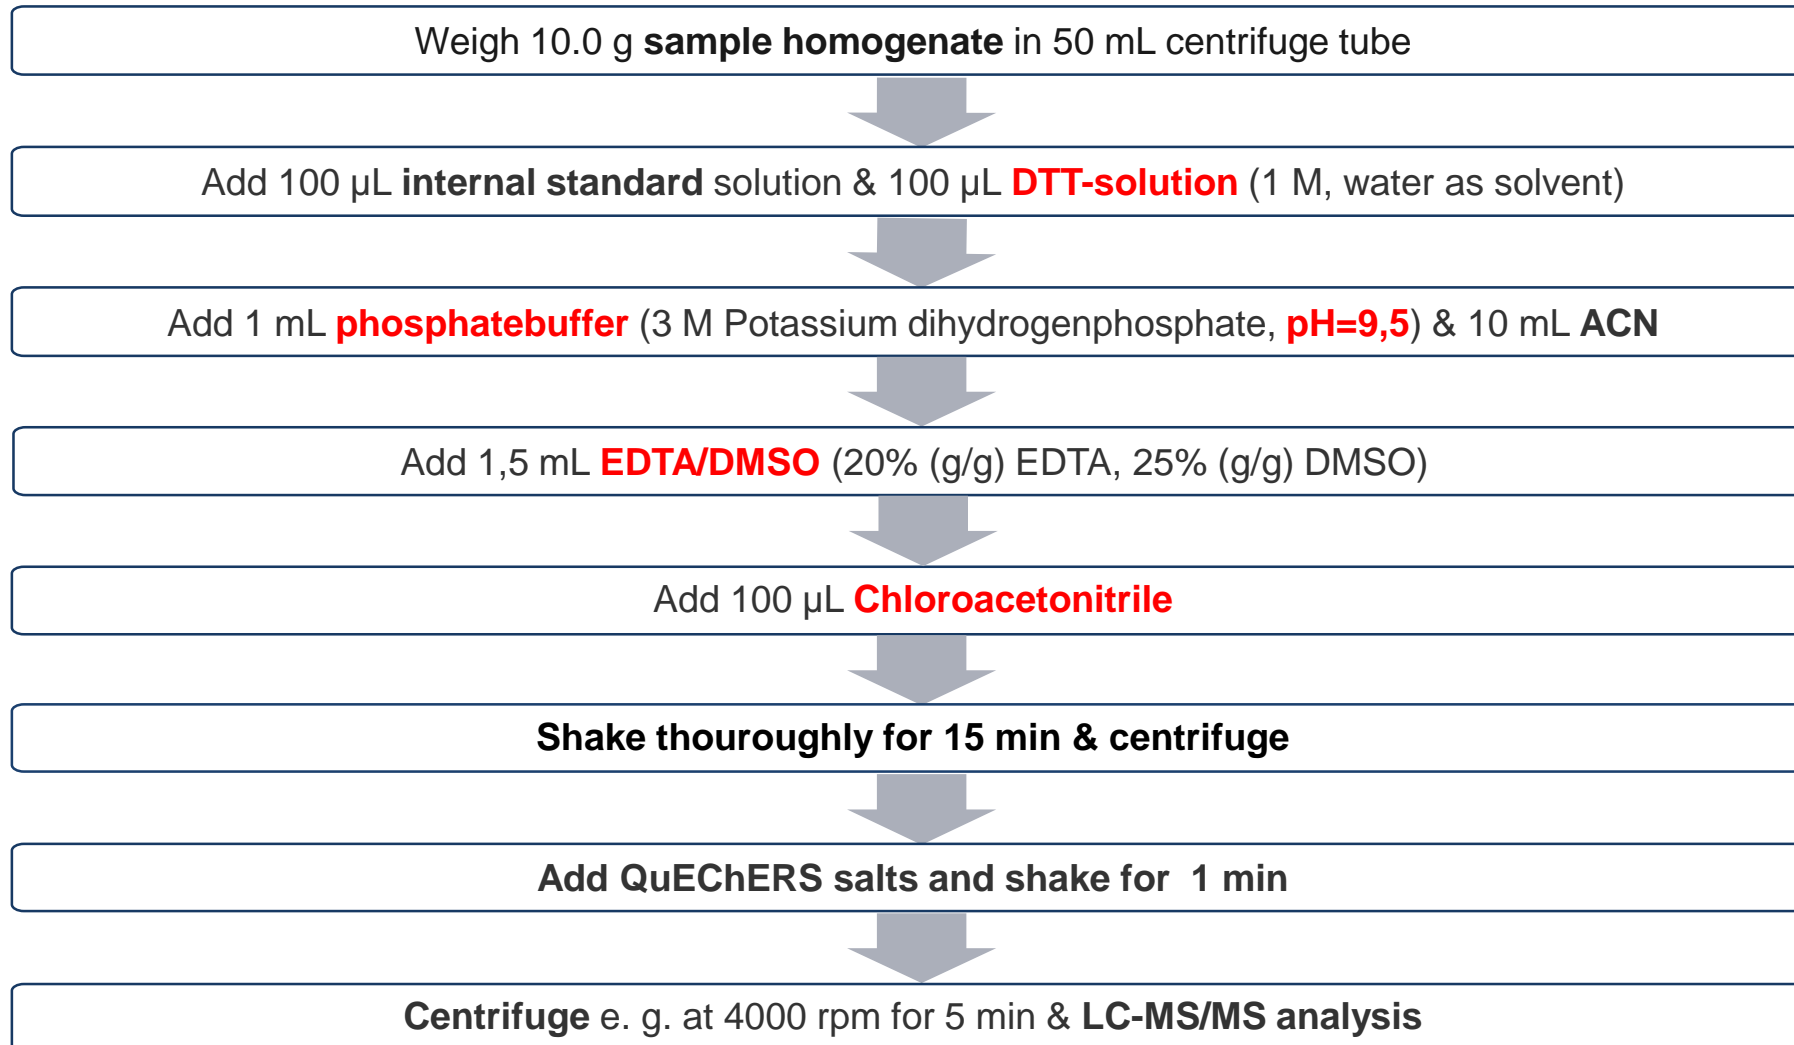 Weigh 10.0 g sample homogenate in 50 mL centrifuge tube
Add 100 µL internal standard solution & 100 µL DTT-solution (1 M, water as solvent)
Add 1 mL phosphatebuffer (3 M Potassium dihydrogenphosphate, pH=9,5) & 10 mL ACN
Add 1,5 mL EDTA/DMSO (20% (g/g) EDTA, 25% (g/g) DMSO)
Add 100 µL Chloroacetonitrile
Shake thouroughly for 15 min & centrifuge
Add QuEChERS salts and shake for  1 min
Centrifuge e. g. at 4000 rpm for 5 min & LC-MS/MS analysis